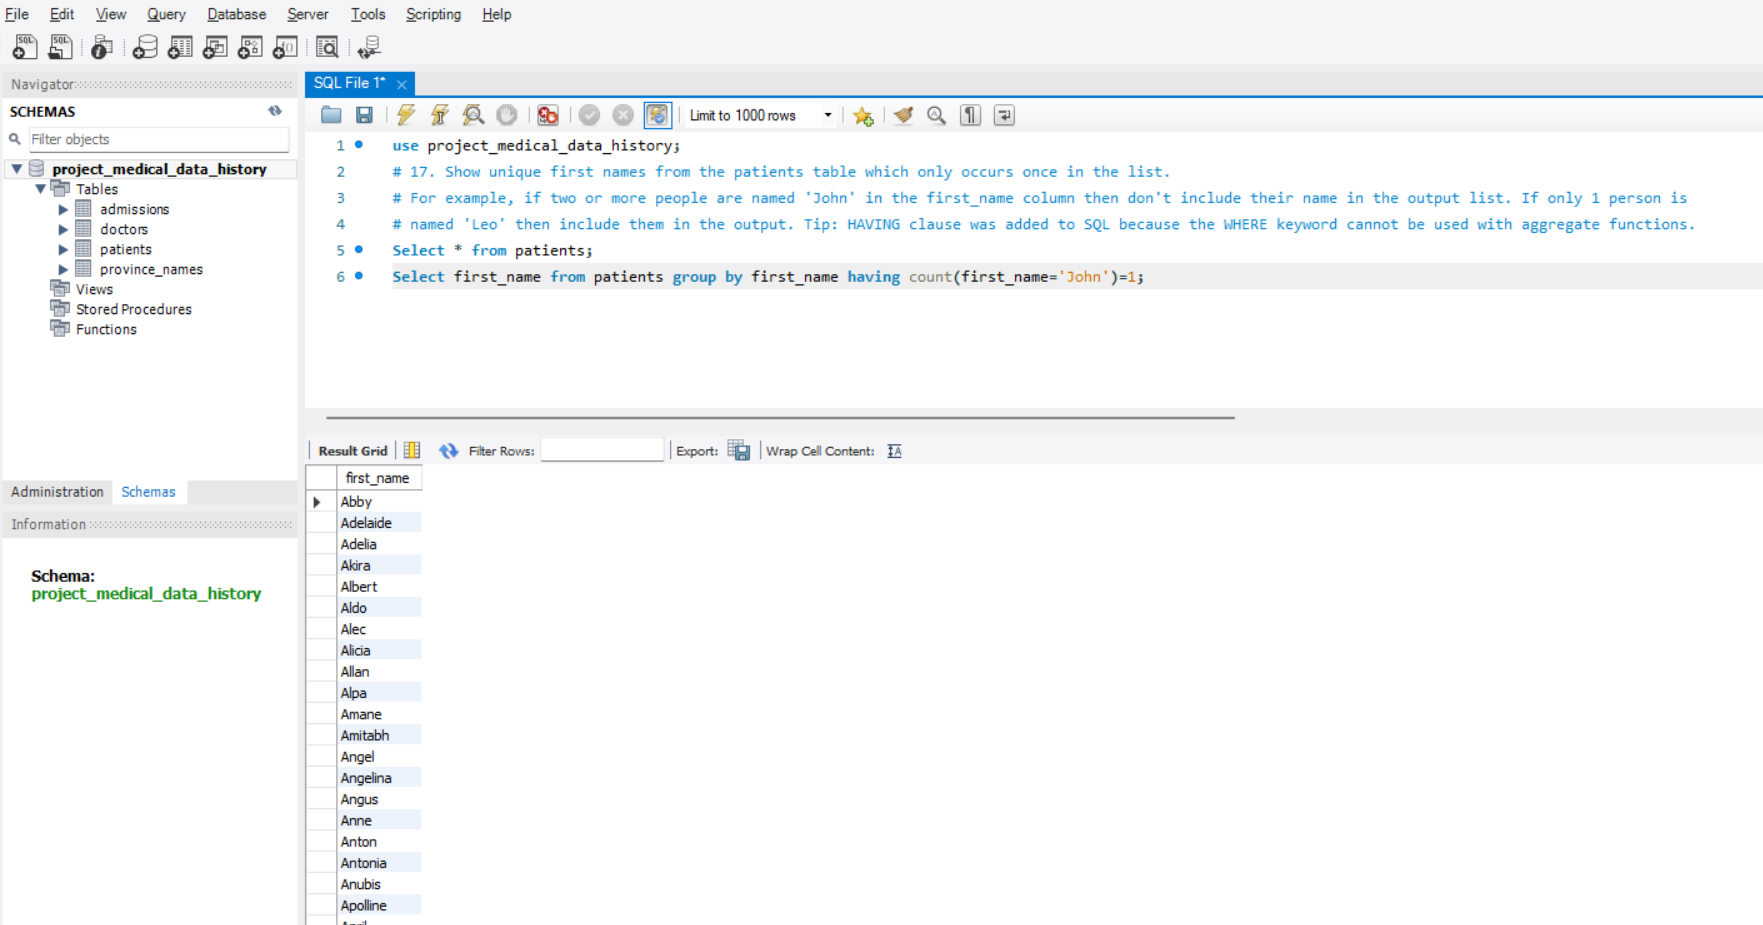 File Edit View Query Database Server Tools Scripting Help
Navigator
SQL File 1*
SCHEMAS
Limit to 1000 rows
Filter objects
project_medical_data_history
Tables
admissions
doctors
patients
province_names
Views
Stored Procedures
Functions
1 use project_medical_data_history;
2 # 17. Show unique first names from the patients table which only occurs once in the list.
3 # For example, if two or more people are named 'John' in the first_name column then don't include their name in the output list. If only 1 person is
4 # named 'Leo' then include them in the output. Tip: HAVING clause was added to SQL because the WHERE keyword cannot be used with aggregate functions.
5 Select * from patients;
6 Select first_name from patients group by first_name having count(first_name='John')=1;
Administration Schemas
Information
Schema:
project_medical_data_history
Result Grid Filter Rows: Export: Wrap Cell Content:
first_name
Abby
Adelaide
Adelia
Akira
Albert
Aldo
Alec
Alicia
Allan
Alpa
Amane
Amitabh
Angel
Angelina
Angus
Anne
Anton
Antonia
Anubis
Apolline